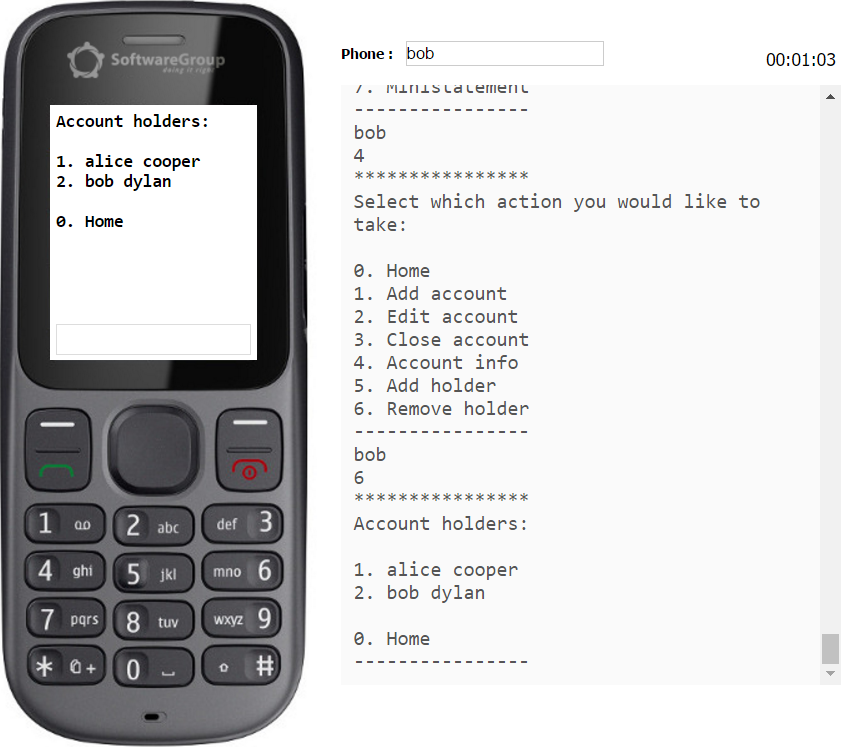 SoftwareGroup
doing it right
Account holders:
1. alice cooper
2. bob dylan
0. Home
1
2 abc
def 3
4 ghi
5 jkl
mno 6
7 pqrs
8 tuv
wxyz 9
* +
0
#
Phone: bob
00:01:03
7. Ministatement
----------------
bob
4
****************
Select which action you would like to
take:
0. Home
1. Add account
2. Edit account
3. Close account
4. Account info
5. Add holder
6. Remove holder
----------------
bob
6
****************
Account holders:
1. alice cooper
2. bob dylan
0. Home
----------------